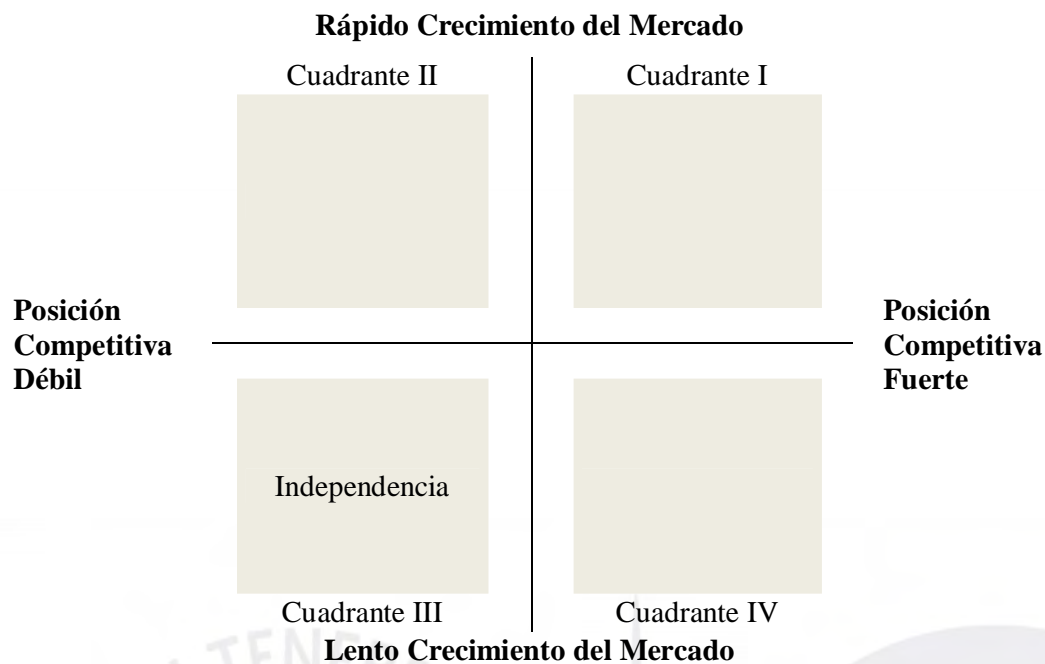 Rápido Crecimiento del Mercado
Cuadrante II
Cuadrante I
Posición
Competitiva
Débil
Posición
Competitiva
Fuerte
Independencia
Cuadrante III
Cuadrante IV
Lento Crecimiento del Mercado